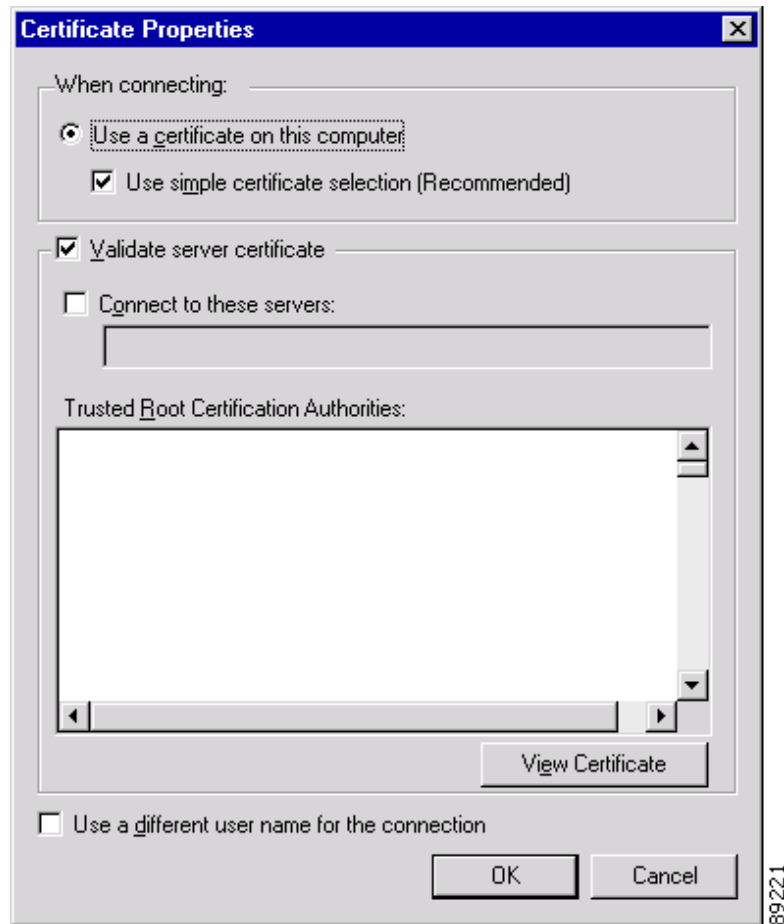 Certificate Properties
When connecting:
Use a certificate on this computer
Use simple certificate selection (Recommended)
Validate server certificate
Connect to these servers:
Trusted Root Certification Authorities:
View Certificate
Use a different user name for the connection
OK
Cancel
89221